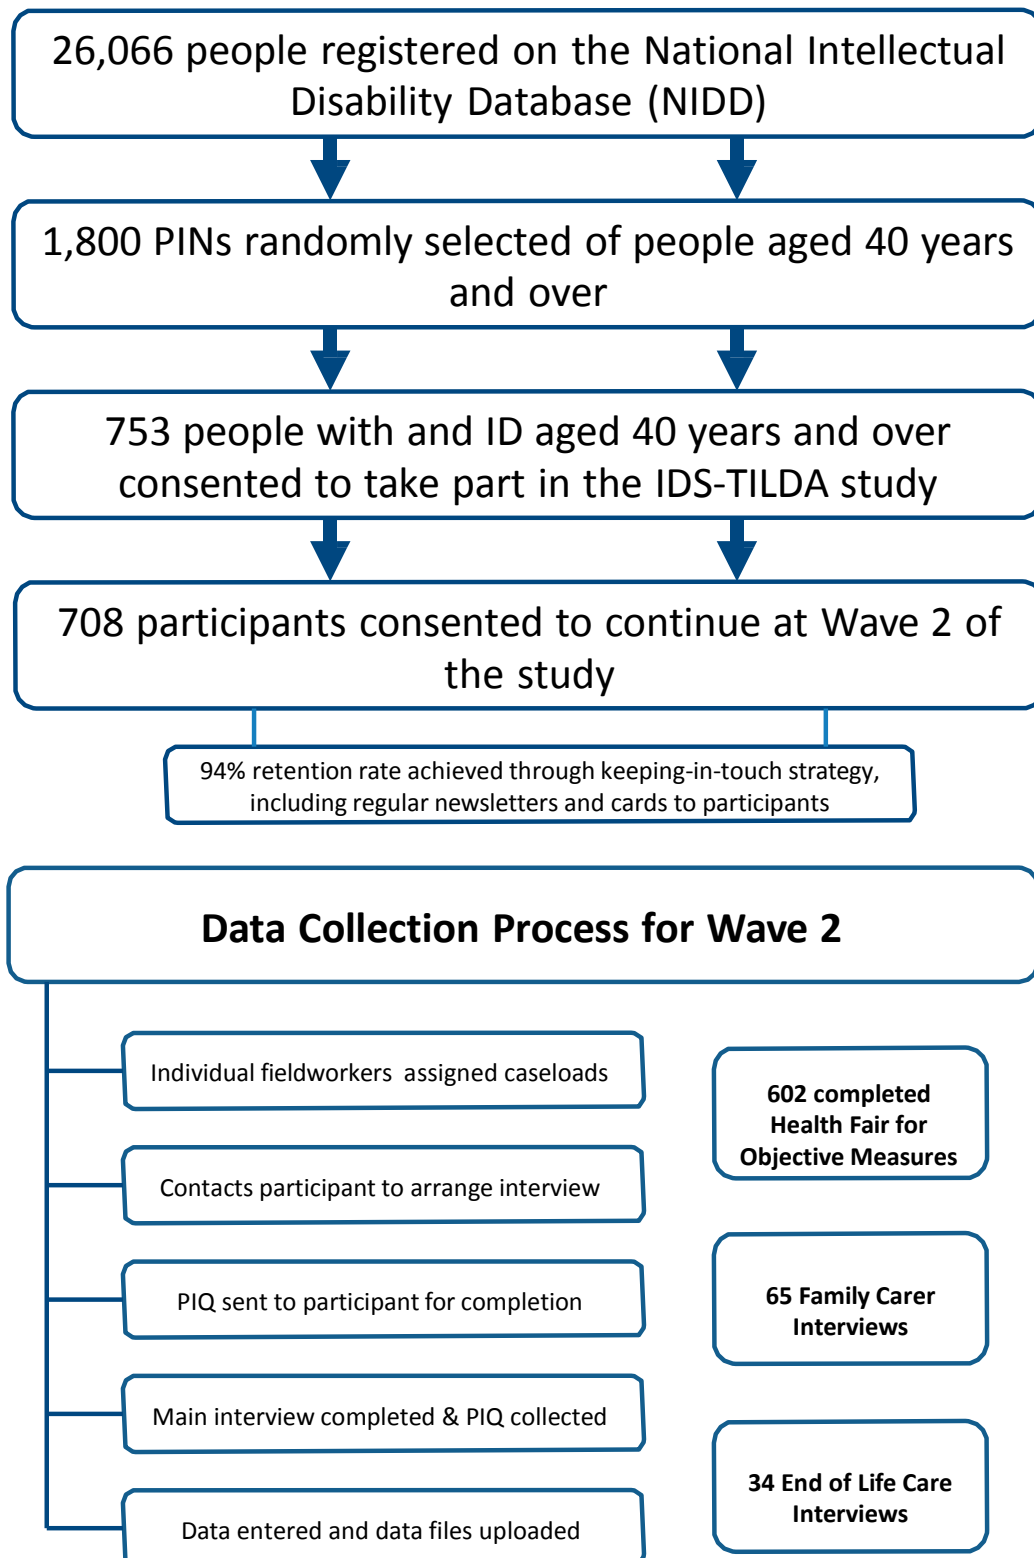 26,066 people registered on the National Intellectual
Disability Database (NIDD)
1,800 PINs randomly selected of people aged 40 years
and over
753 people with and ID aged 40 years and over
consented to take part in the IDS-TILDA study
708 participants consented to continue at Wave 2 of
the study
94% retention rate achieved through keeping-in-touch strategy,
including regular newsletters and cards to participants
Data Collection Process for Wave 2
Individual fieldworkers assigned caseloads
Contacts participant to arrange interview
PIQ sent to participant for completion
Main interview completed & PIQ collected
Data entered and data files uploaded
602 completed
Health Fair for
Objective Measures
65 Family Carer
Interviews
34 End of Life Care
Interviews